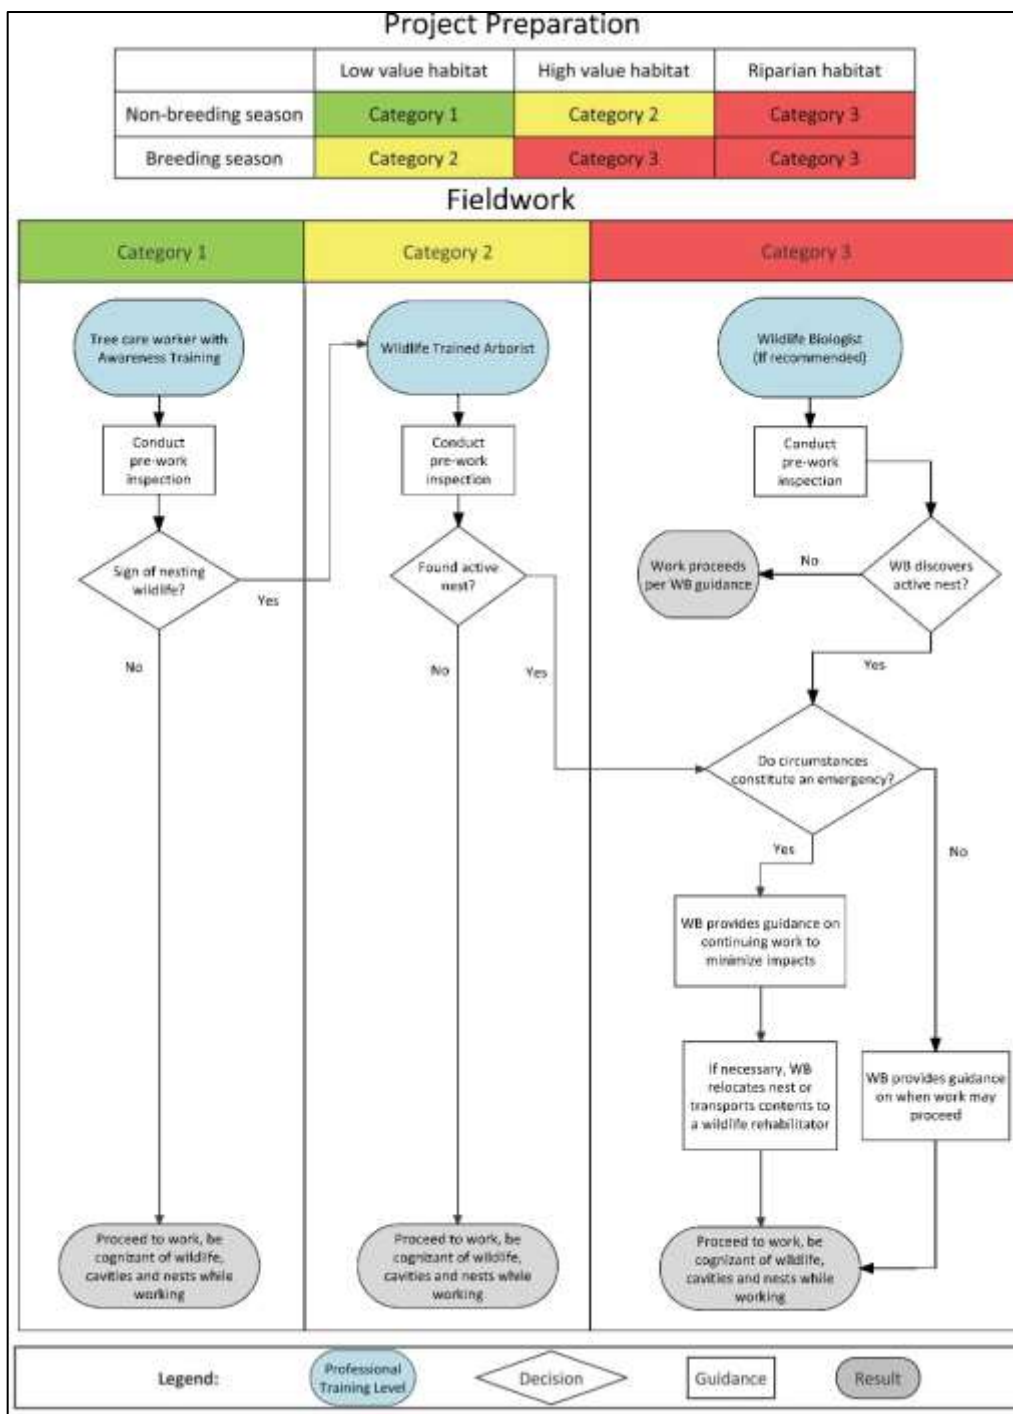 Project Preparation
Low value habitat
High value habitat
Riparian habitat
Non-breeding season
Category 1
Category 2
Category 3
Breeding season
Category 2
Category 3
Category 3
Fieldwork
Category 1
Category 2
Category 3
Tree care worker with
Awareness Training
Wildlife Trained Arborist
Wildlife Biologist
(If recommended)
Conduct
pre-work
inspection
Conduct
pre-work
inspection
Conduct
pre-work
inspection
Sign of nesting
wildlife?
Yes
No
Found active
nest?
No
Yes
WB discovers
active nest?
No
Work proceeds
per WB guidance
Yes
Do circumstances
constitute an emergency?
Yes
No
WB provides guidance on
continuing work to
minimize impacts
If necessary, WB
relocates nest or
transports contents to
a wildlife rehabilitator
WB provides guidance
on when work may
proceed
Proceed to work, be
cognizant of wildlife,
cavities and nests while
working
Proceed to work, be
cognizant of wildlife,
cavities and nests while
working
Proceed to work, be
cognizant of wildlife,
cavities and nests while
working
Legend:
Professional
Training Level
Decision
Guidance
Result